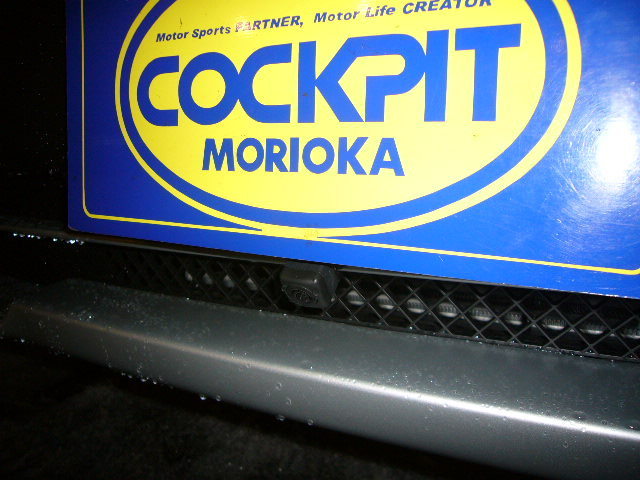 Motor Sports PARTNER, Motor Life CREATOR
COCKPIT
MORIOKA